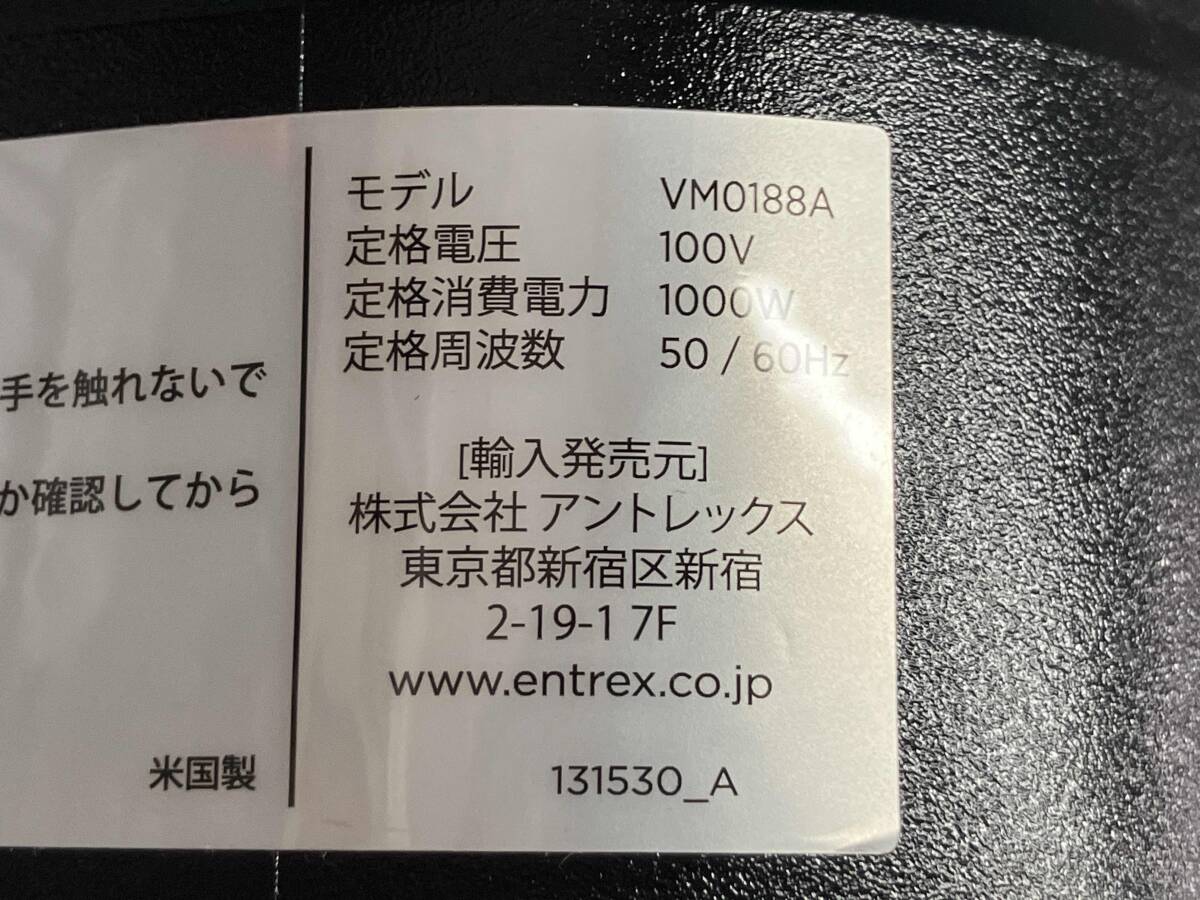 手を触れないで
か確認してから
米国製
モデル VM0188A
定格電圧 100V
定格消費電力 1000W
定格周波数 50 / 60Hz
[輸入発売元]
株式会社 アントレックス
東京都新宿区新宿
2-19-1 7F
www.entrex.co.jp
131530_A